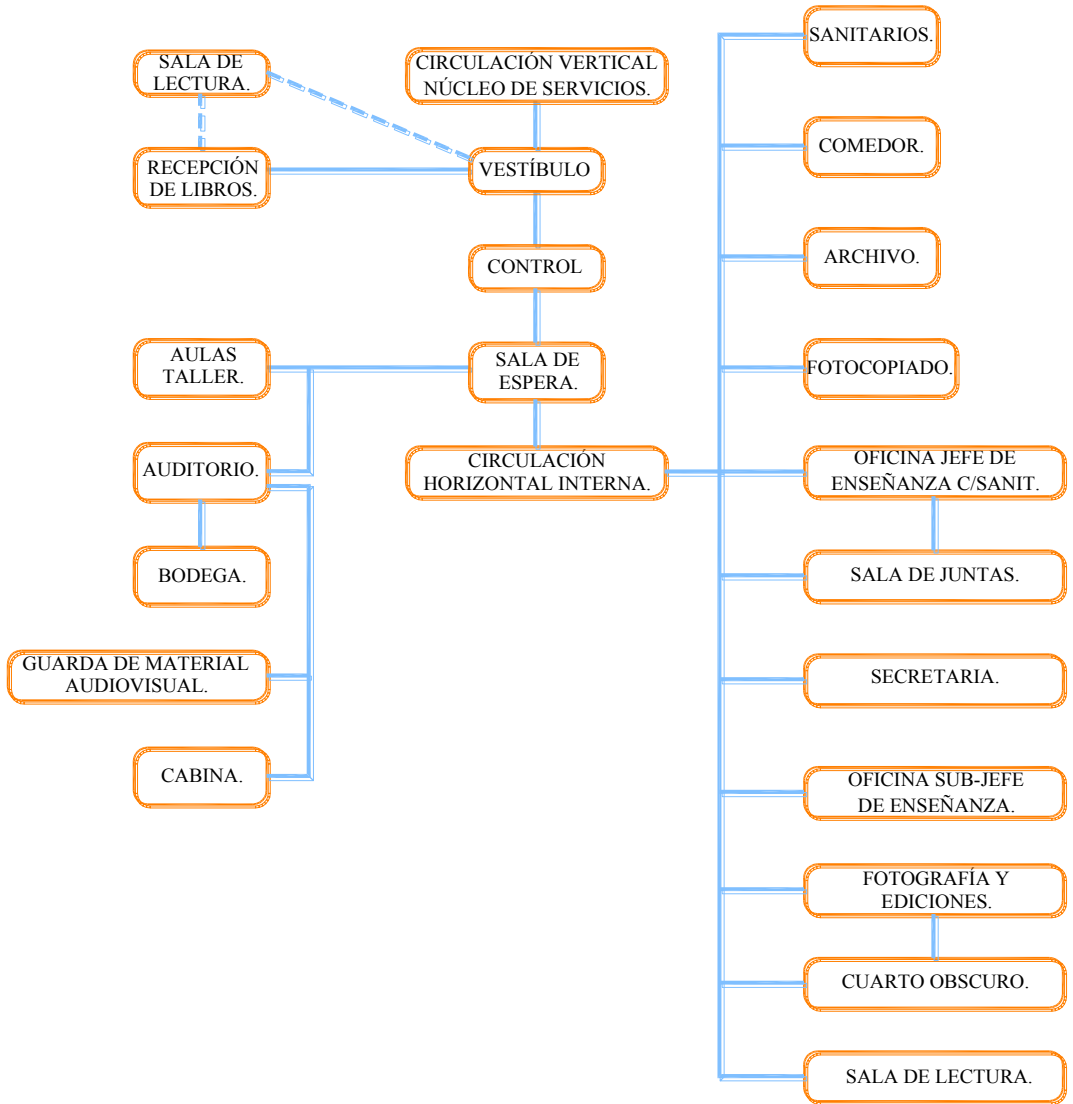 SALA DE
LECTURA.
CIRCULACIÓN VERTICAL
NÚCLEO DE SERVICIOS.
RECEPCIÓN
DE LIBROS.
VESTÍBULO
CONTROL
AULAS
TALLER.
SALA DE
ESPERA.
AUDITORIO.
CIRCULACIÓN
HORIZONTAL INTERNA.
BODEGA.
GUARDA DE MATERIAL
AUDIOVISUAL.
CABINA.
SANITARIOS.
COMEDOR.
ARCHIVO.
FOTOCOPIADO.
OFICINA JEFE DE
ENSEÑANZA C/SANIT.
SALA DE JUNTAS.
SECRETARIA.
OFICINA SUB-JEFE
DE ENSEÑANZA.
FOTOGRAFÍA Y
EDICIONES.
CUARTO OBSCURO.
SALA DE LECTURA.